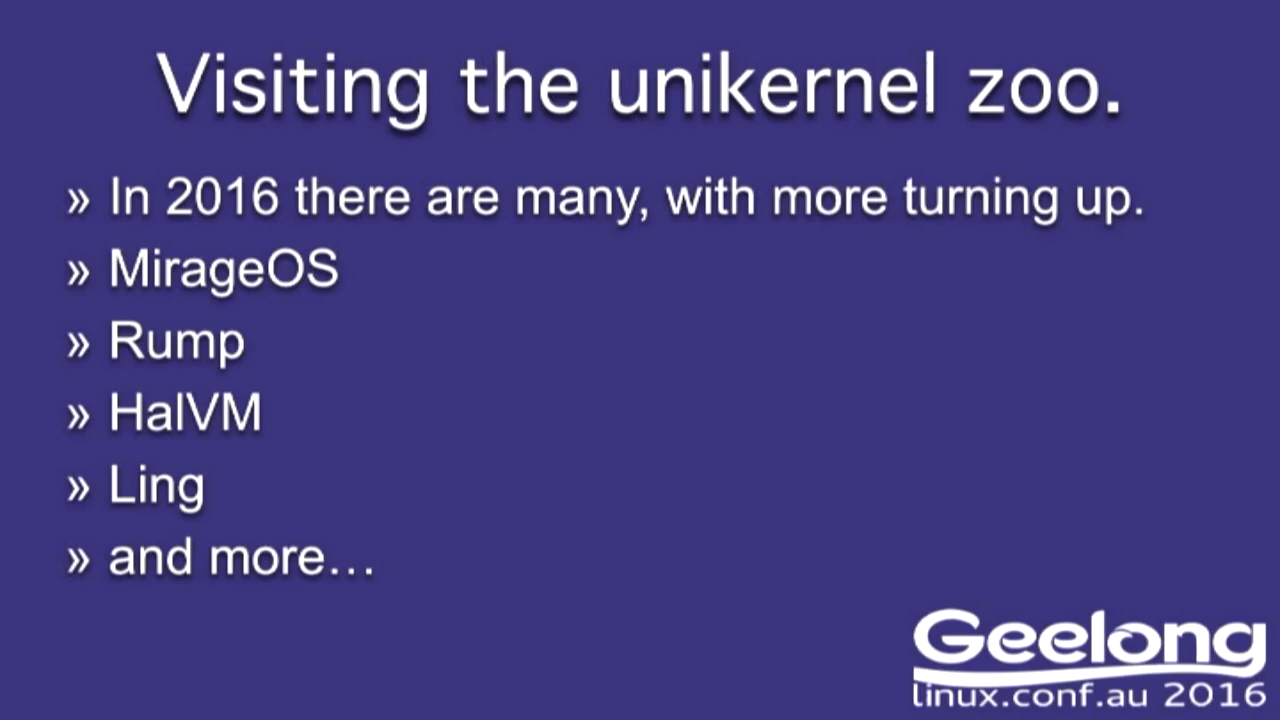 Visiting the unikernel zoo.
» In 2016 there are many, with more turning up.
» MirageOS
» Rump
» HalVM
» Ling
» and more…
Geelong
linux.conf.au 2016